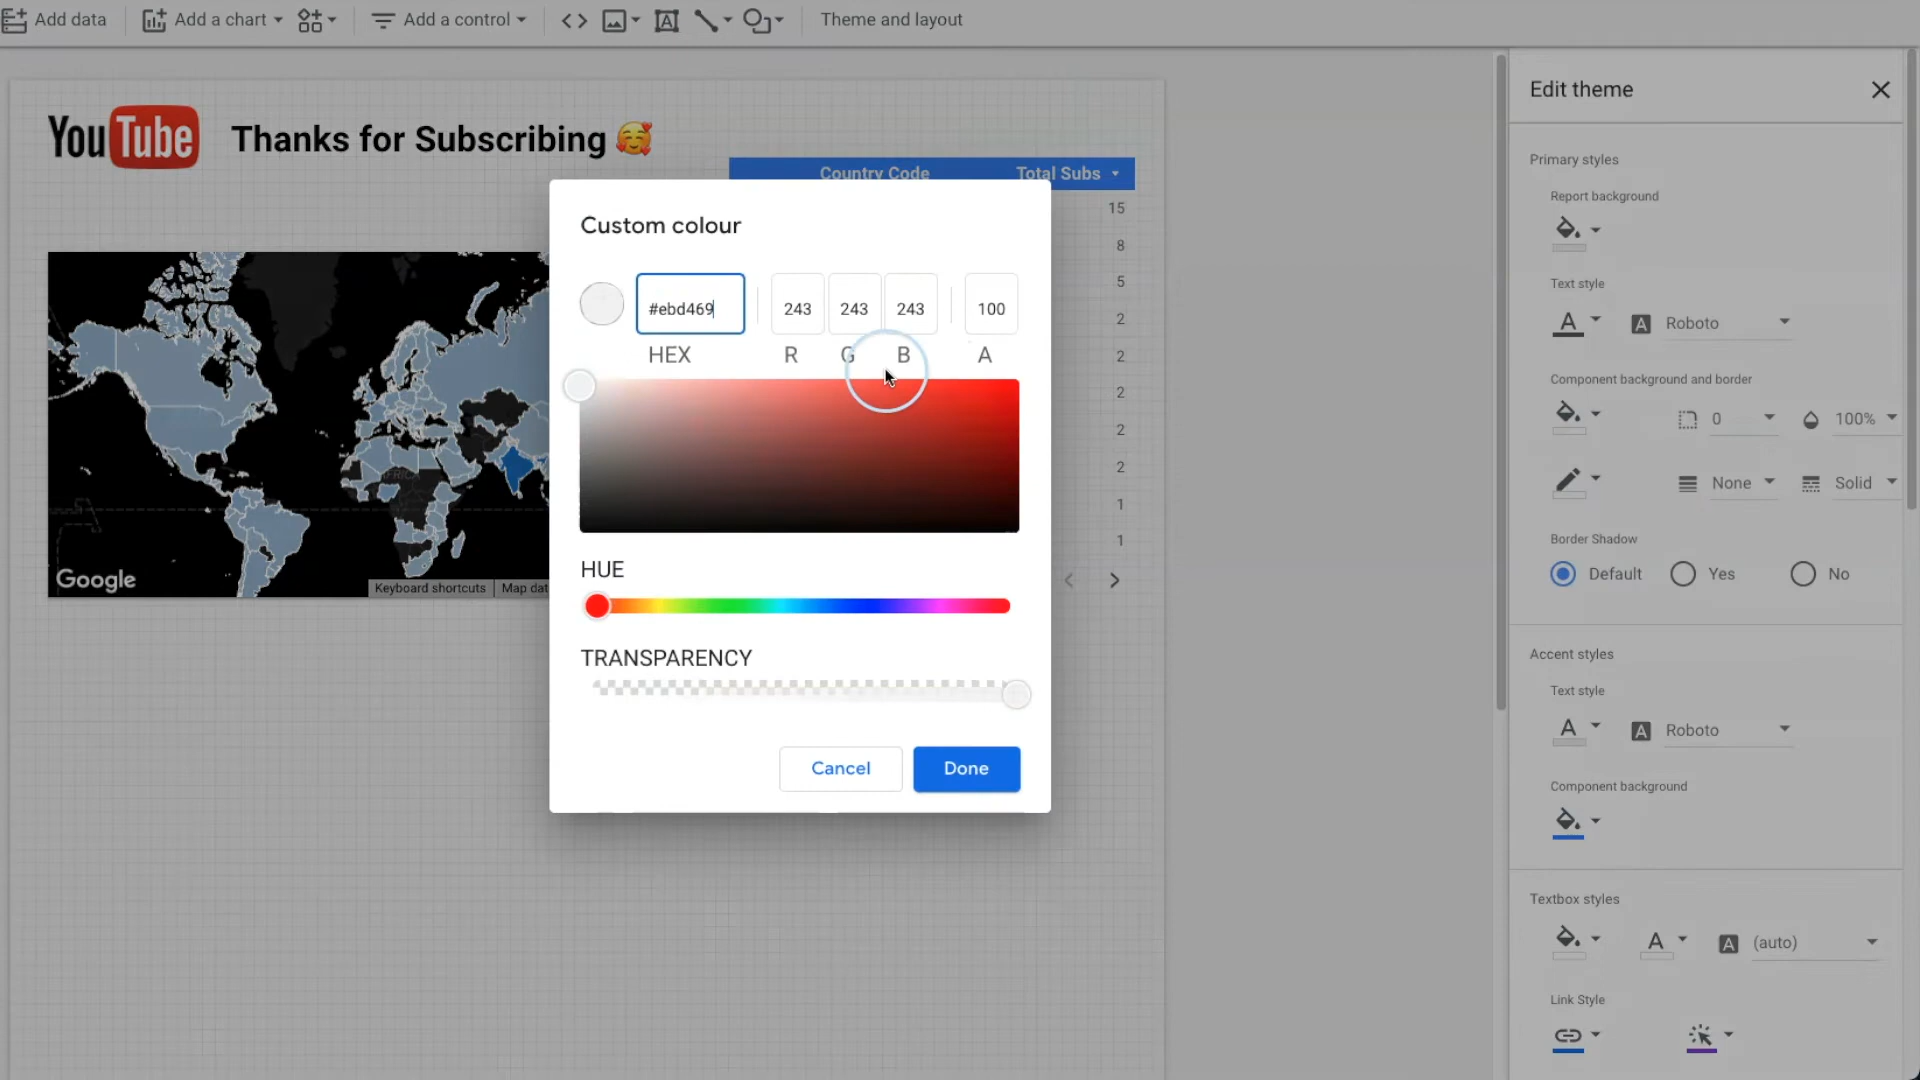 Add data
Add a chart
Add a control
Theme and layout
YouTube
Thanks for Subscribing 🥰
Country Code
Total Subs
15
8
5
2
2
2
2
2
1
1
Google
Keyboard shortcuts
Map dat
Custom colour
#ebd469
243
243
243
100
HEX
R
G
B
A
HUE
TRANSPARENCY
Cancel
Done
Edit theme
Primary styles
Report background
Text style
A
A
Roboto
Component background and border
0
100%
None
Solid
Border Shadow
Default
Yes
No
Accent styles
Text style
A
A
Roboto
Component background
Textbox styles
A
A
(auto)
Link Style